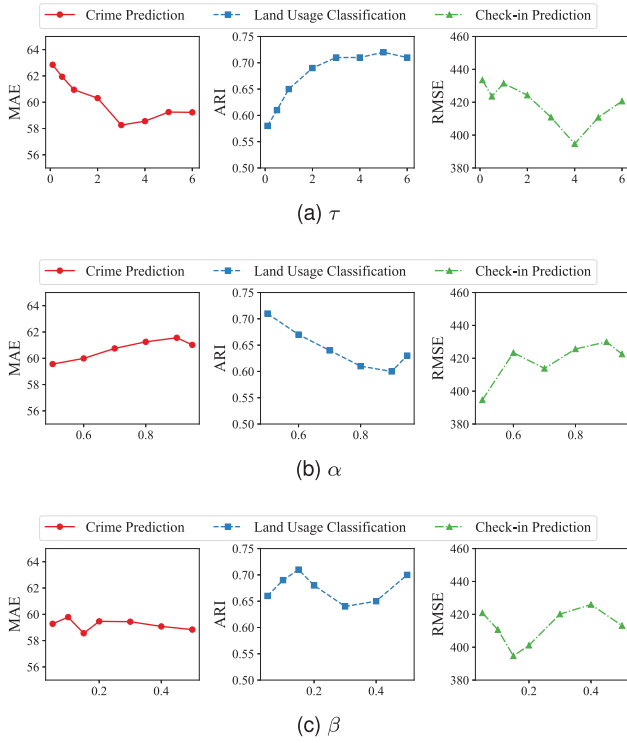 Crime Prediction Land Usage Classification Check-in Prediction
MAE ARI RMSE
64 62 60 58 56
0.75 0.70 0.65 0.60 0.55 0.50
460 440 420 400 380
0 2 4 6 0 2 4 6 0 2 4 6
(a) τ
Crime Prediction Land Usage Classification Check-in Prediction
MAE ARI RMSE
64 62 60 58 56
0.75 0.70 0.65 0.60 0.55 0.50
460 440 420 400 380
0.6 0.8 0.6 0.8 0.6 0.8
(b) α
Crime Prediction Land Usage Classification Check-in Prediction
MAE ARI RMSE
64 62 60 58 56
0.75 0.70 0.65 0.60 0.55 0.50
460 440 420 400 380
0.2 0.4 0.2 0.4 0.2 0.4
(c) β